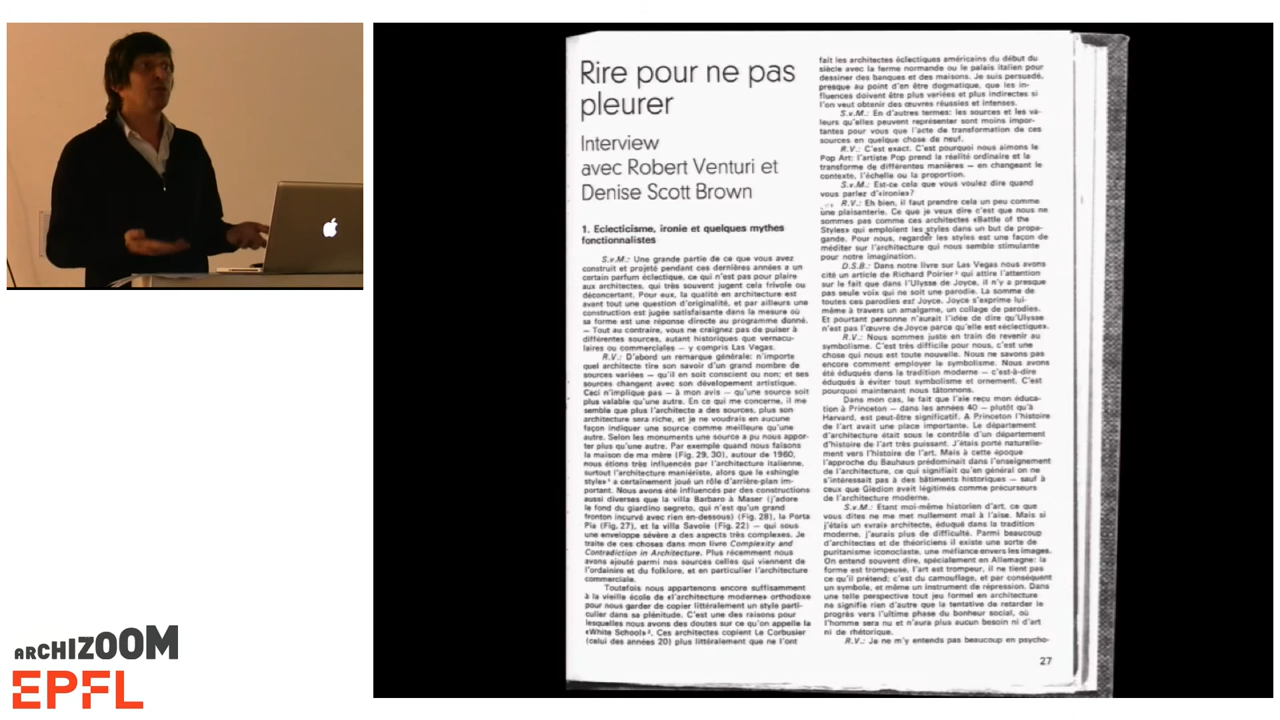 Rire pour ne pas
pleurer
Interview
avec Robert Venturi et
Denise Scott Brown
1. Eclecticisme, ironie et quelques mythes
fonctionnalistes
S.v.M.: Une grande partie de ce que vous avez
construit et projeté pendant ces dernières années a un
certain parfum éclectique, ce qui n'est pas pour plaire
aux architectes, qui très souvent jugent cela frivole ou
déconcertant. Pour eux, la qualité en architecture est
avant tout une question d'originalité, et par ailleurs une
construction est jugée satisfaisante dans la mesure où
sa forme est une réponse directe au programme donné.
– Tout au contraire, vous ne craignez pas de puiser à
différentes sources, autant historiques que vernacu-
laires ou commerciales – y compris Las Vegas.
R.V.: D'abord un remarque générale: n'importe
quel architecte tire son savoir d'un grand nombre de
sources variées – qu'il en soit conscient ou non; et ses
sources changent avec son dévelopement artistique.
Ceci n'implique pas – à mon avis – qu'une source soit
plus valable qu'une autre. En ce qui me concerne, il me
semble que plus l'architecte a des sources, plus son
architecture sera riche, et je ne voudrais en aucune
façon indiquer une source comme meilleure qu'une
autre. Selon les monuments une source a pu nous appor-
ter plus qu'une autre. Par exemple quand nous faisons
la maison de ma mère (Fig. 29, 30), autour de 1960,
nous étions très influencés par l'architecture italienne,
surtout l'architecture maniériste, alors que le «shingle
style»¹ a certainement joué un rôle d'arrière-plan im-
portant. Nous avons été influencés par des constructions
aussi diverses que la villa Barbaro à Maser (j'adore
le fond du giardino segreto, qui n'est qu'un grand
fronton incurvé avec rien en-dessous) (Fig. 28), la Porta
Pia (Fig. 27), et la villa Savoie (Fig. 22) – qui sous
une enveloppe sévère a des aspects très complexes. Je
traite de ces choses dans mon livre Complexity and
Contradiction in Architecture. Plus récemment nous
avons ajouté parmi nos sources celles qui viennent de
l'ordinaire et du folklore, et en particulier l'architecture
commerciale.
Toutefois nous appartenons encore suffisamment
à la vieille école de «l'architecture moderne» orthodoxe
pour nous garder de copier littéralement un style parti-
culier dans sa plénitude. C'est une des raisons pour
lesquelles nous avons des doutes sur ce qu'on appelle la
«White School»². Ces architectes copient Le Corbusier
(celui des années 20) plus littéralement que ne l'ont
fait les architectes éclectiques américains du début du
siècle avec la ferme normande ou le palais italien pour
dessiner des banques et des maisons. Je suis persuadé,
presque au point d'en être dogmatique, que les in-
fluences doivent être plus variées et plus indirectes si
l'on veut obtenir des œuvres réussies et intenses.
S.v.M.: En d'autres termes: les sources et les va-
leurs qu'elles peuvent représenter sont moins impor-
tantes pour vous que l'acte de transformation de ces
sources en quelque chose de neuf.
R.V.: C'est exact. C'est pourquoi nous aimons le
Pop Art: l'artiste Pop prend la réalité ordinaire et la
transforme de différentes manières – en changeant le
contexte, l'échelle ou la proportion.
S.v.M.: Est-ce cela que vous voulez dire quand
vous parlez d'«ironie»?
R.V.: Eh bien, il faut prendre cela un peu comme
une plaisanterie. Ce que je veux dire c'est que nous ne
sommes pas comme ces architectes «Battle of the
Styles» qui emploient les styles dans un but de propa-
gande. Pour nous, regarder les styles est une façon de
méditer sur l'architecture qui nous semble stimulante
pour notre imagination.
D.S.B.: Dans notre livre sur Las Vegas nous avons
cité un article de Richard Poirier³ qui attire l'attention
sur le fait que dans l'Ulysse de Joyce, il n'y a presque
pas seule voix qui ne soit une parodie. La somme de
toutes ces parodies est Joyce. Joyce s'exprime lui-
même à travers un amalgame, un collage de parodies.
Et pourtant personne n'aurait l'idée de dire qu'Ulysse
n'est pas l'œuvre de Joyce parce qu'elle est «éclectique».
R.V.: Nous sommes juste en train de revenir au
symbolisme. C'est très difficile pour nous, c'est une
chose qui nous est toute nouvelle. Nous ne savons pas
encore comment employer le symbolisme. Nous avons
été éduqués dans la tradition moderne – c'est-à-dire
éduqués à éviter tout symbolisme et ornement. C'est
pourquoi maintenant nous tâtonnons.
Dans mon cas, le fait que l'aie reçu mon éduca-
tion à Princeton – dans les années 40 – plutôt qu'à
Harvard, est peut-être significatif. A Princeton l'histoire
de l'art avait une place importante. Le département
d'architecture était sous le contrôle d'un département
d'histoire de l'art très puissant. J'étais porté naturelle-
ment vers l'histoire de l'art. Mais à cette époque
l'approche du Bauhaus prédominait dans l'enseignement
de l'architecture, ce qui signifiait qu'en général on ne
s'intéressait pas à des bâtiments historiques – sauf à
ceux que Giedion avait légitimés comme précurseurs
de l'architecture moderne.
S.v.M.: Etant moi-même historien d'art, ce que
vous dites ne me met nullement mal à l'aise. Mais si
j'étais un «vrai» architecte, éduqué dans la tradition
moderne, j'aurais plus de difficulté. Parmi beaucoup
d'architectes et de théoriciens il existe une sorte de
puritanisme iconoclaste, une méfiance envers les images.
On entend souvent dire, spécialement en Allemagne: la
forme est trompeuse, l'art est trompeur, il ne tient pas
ce qu'il prétend; c'est du camouflage, et par conséquent
un symbole, et même un instrument de répression. Dans
une telle perspective tout jeu formel en architecture
ne signifie rien d'autre que la tentative de retarder le
progrès vers l'ultime phase du bonheur social, où
l'homme sera nu et n'aura plus aucun besoin ni d'art
ni de rhétorique.
R.V.: Je ne m'y entends pas beaucoup en psycho-
27
ARCHIZOOM
EPFL